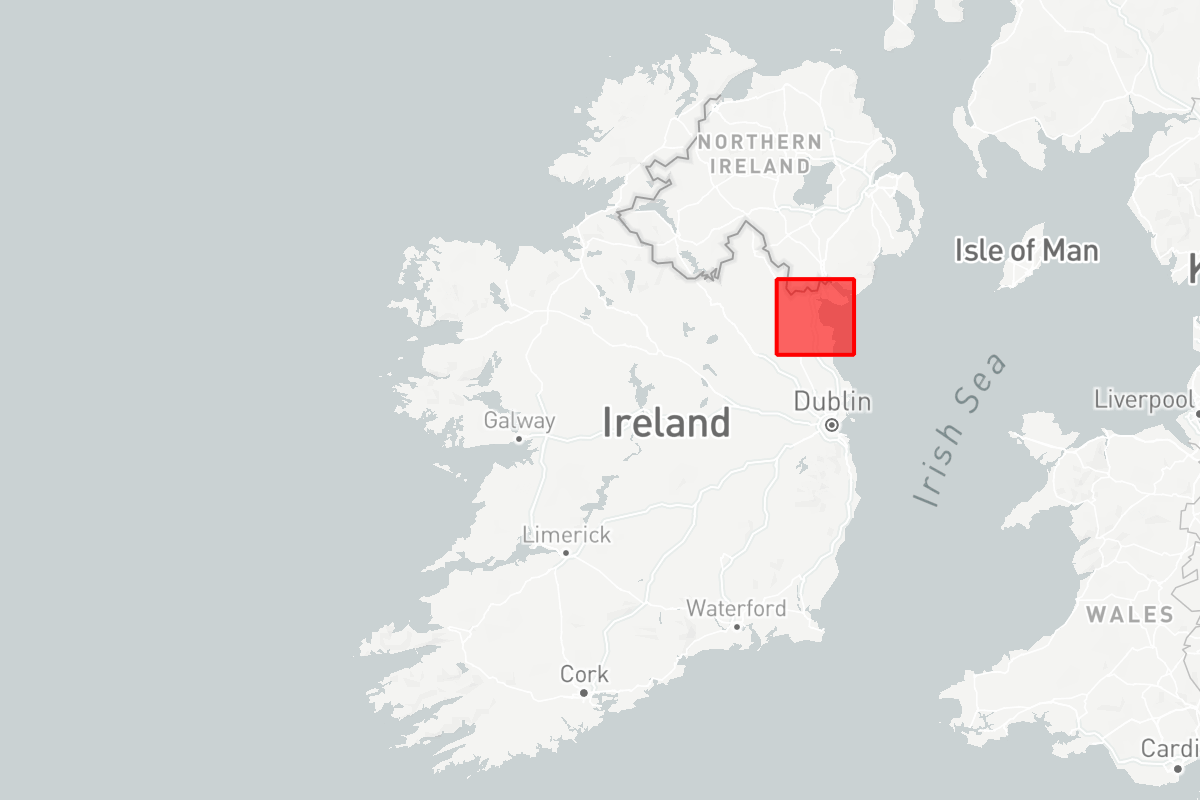 NORTHERN
IRELAND
Isle of Man
Dublin
Liverpool
Galway
Ireland
Irish Sea
Limerick
Waterford
WALES
Cork
Cardi